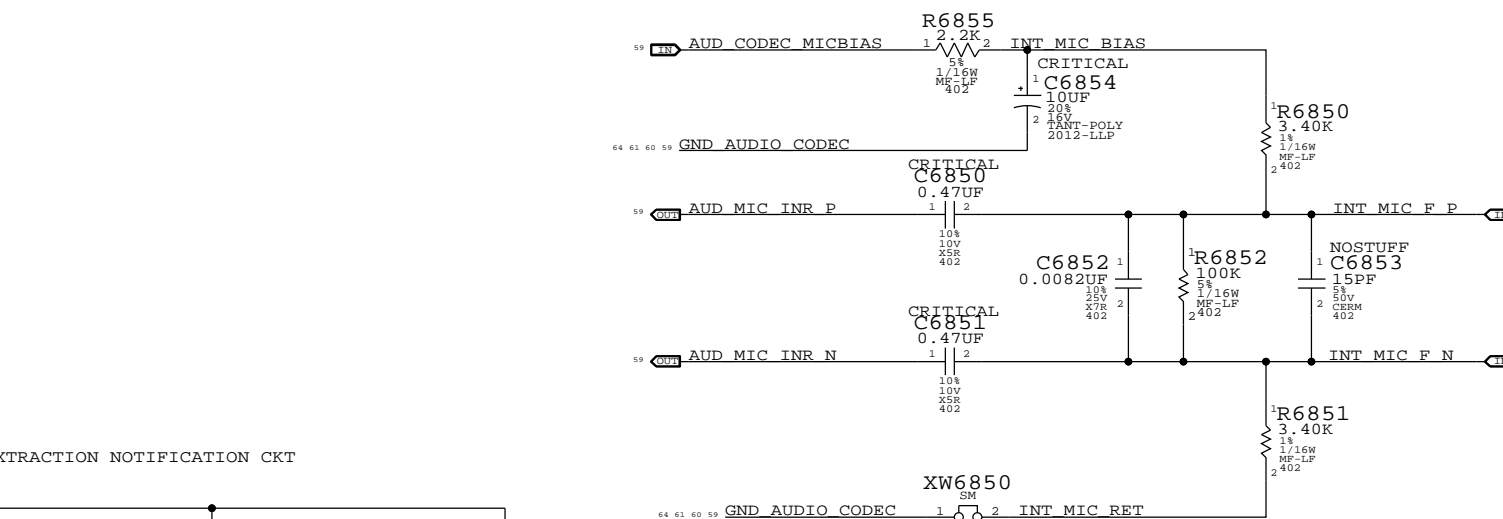 R6855
59 IN AUD_CODEC_MICBIAS 1 2.2K 2 INT_MIC_BIAS
5%
1/16W
MF-LF
402
CRITICAL
1 C6854
+ 10UF
20%
2 16V
TANT-POLY
2012-LLP
1 R6850
3.40K
1%
1/16W
MF-LF
2 402
64 61 60 59 GND_AUDIO_CODEC
CRITICAL
C6850
0.47UF
59 OUT AUD_MIC_INR_P 1 2 INT_MIC_F_P
10%
10V
X5R
402
C6852 1
0.0082UF
10%
25V
X7R 2
402
1 R6852
100K
5%
1/16W
MF-LF
2 402
NOSTUFF
1 C6853
15PF
5%
50V
2 CERM
402
CRITICAL
C6851
0.47UF
59 OUT AUD_MIC_INR_N 1 2 INT_MIC_F_N
10%
10V
X5R
402
1 R6851
3.40K
1%
1/16W
MF-LF
2 402
XTRACTION NOTIFICATION CKT
XW6850
SM
64 61 60 59 GND_AUDIO_CODEC 1 2 INT_MIC_RET